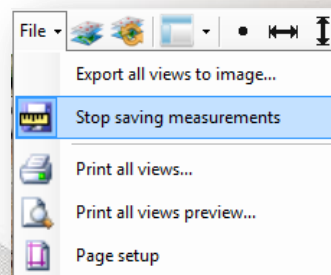 File
Export all views to image...
Stop saving measurements
Print all views...
Print all views preview...
Page setup